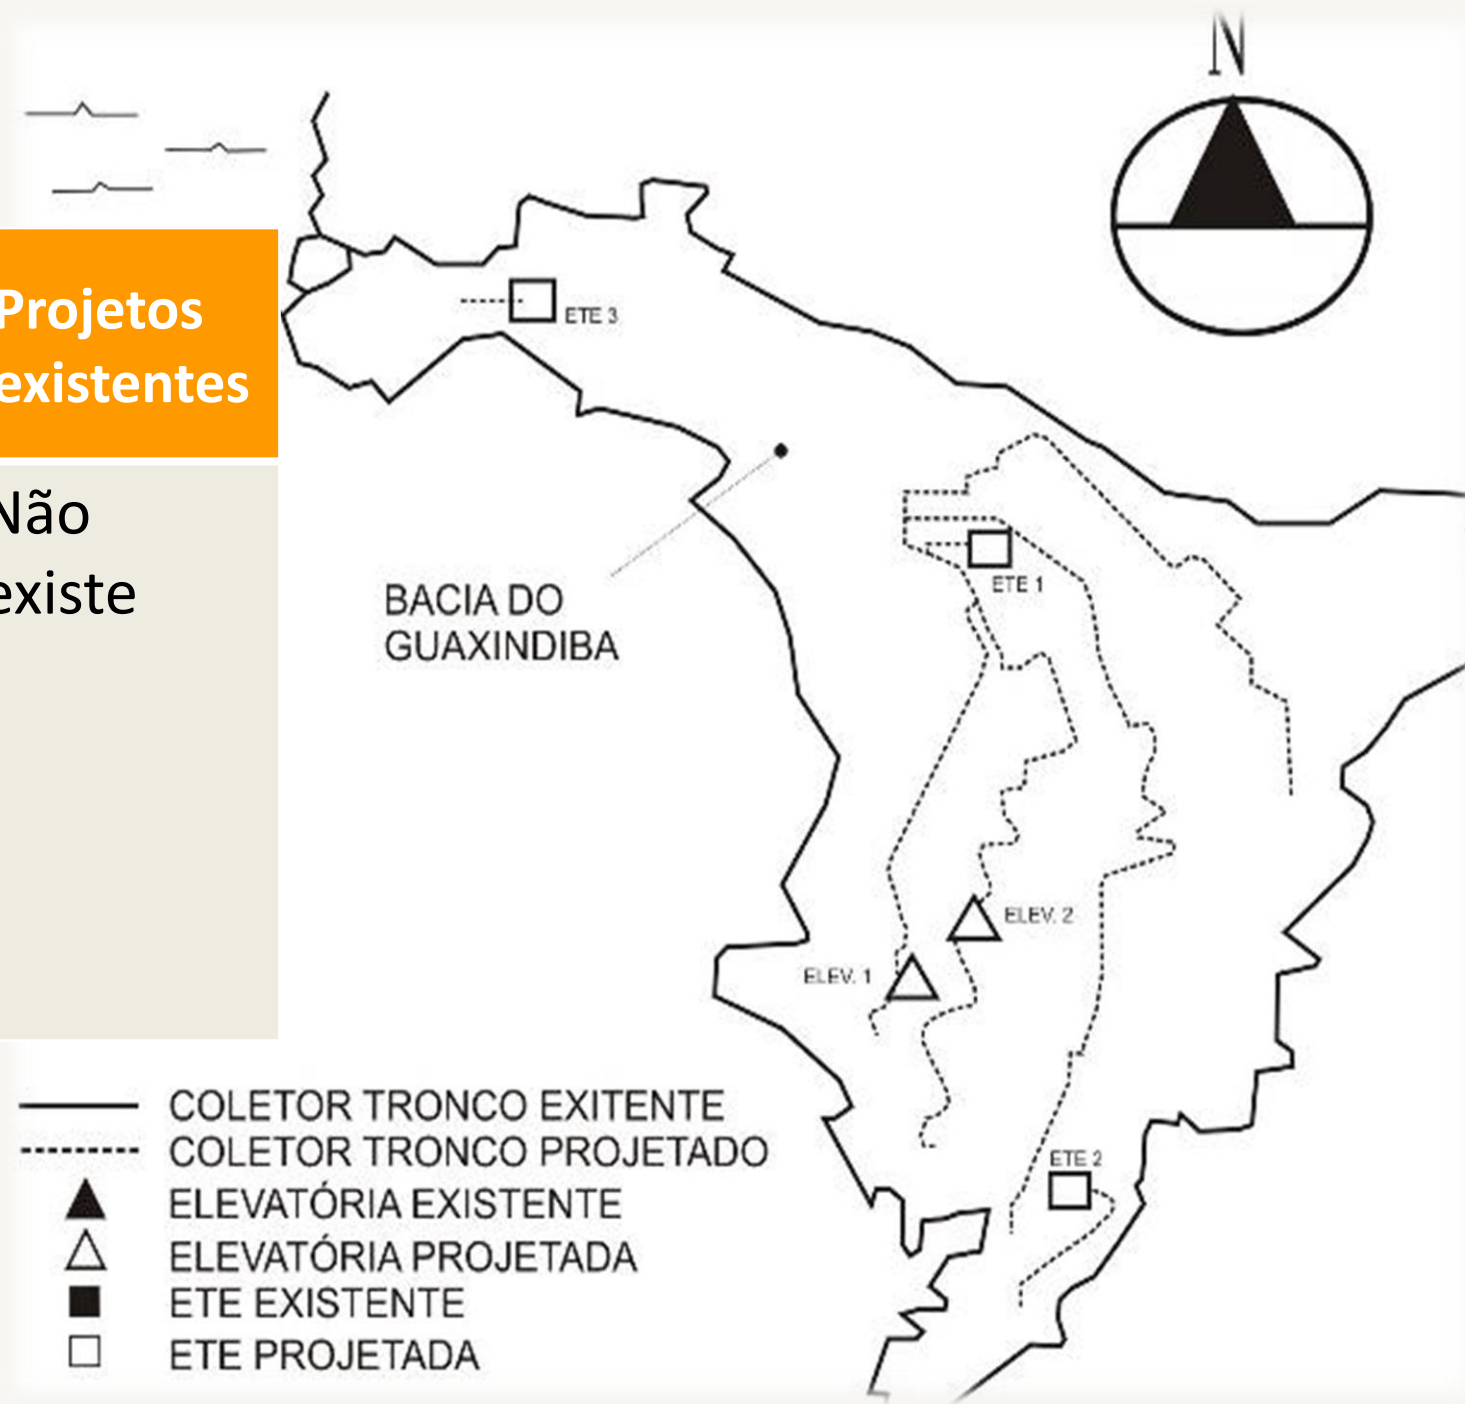 N
Projetos
existentes
Não
existe
ETE 3
BACIA DO
GUAXINDIBA
ETE 1
ELEV. 2
ELEV. 1
ETE 2
COLETOR TRONCO EXITENTE
COLETOR TRONCO PROJETADO
ELEVATÓRIA EXISTENTE
ELEVATÓRIA PROJETADA
ETE EXISTENTE
ETE PROJETADA